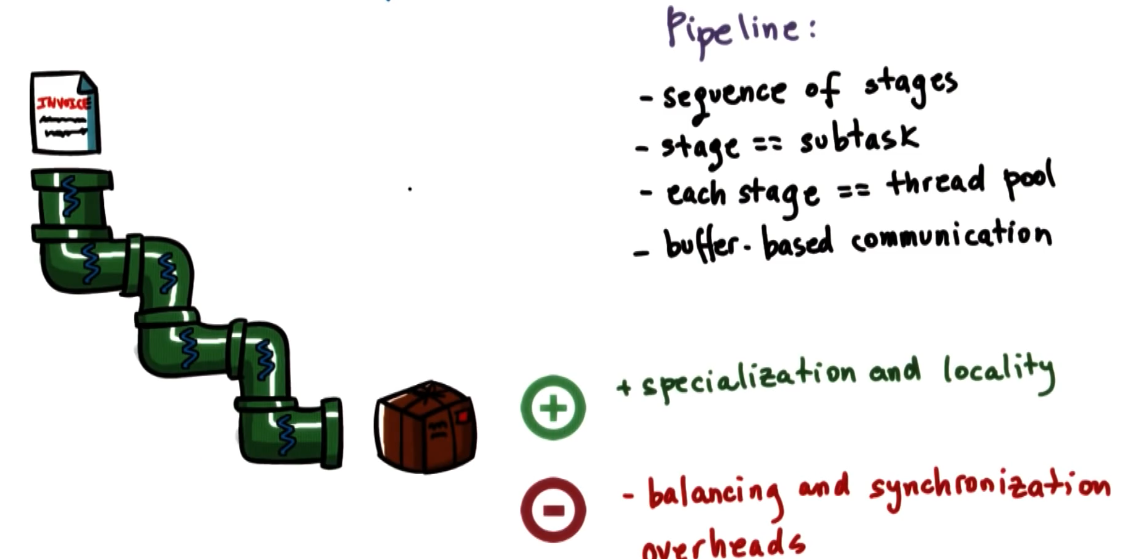 INVOICE
Pipeline:
- sequence of stages
- stage == subtask
- each stage == thread pool
- buffer-based communication
+ specialization and locality
- balancing and synchronization
overheads